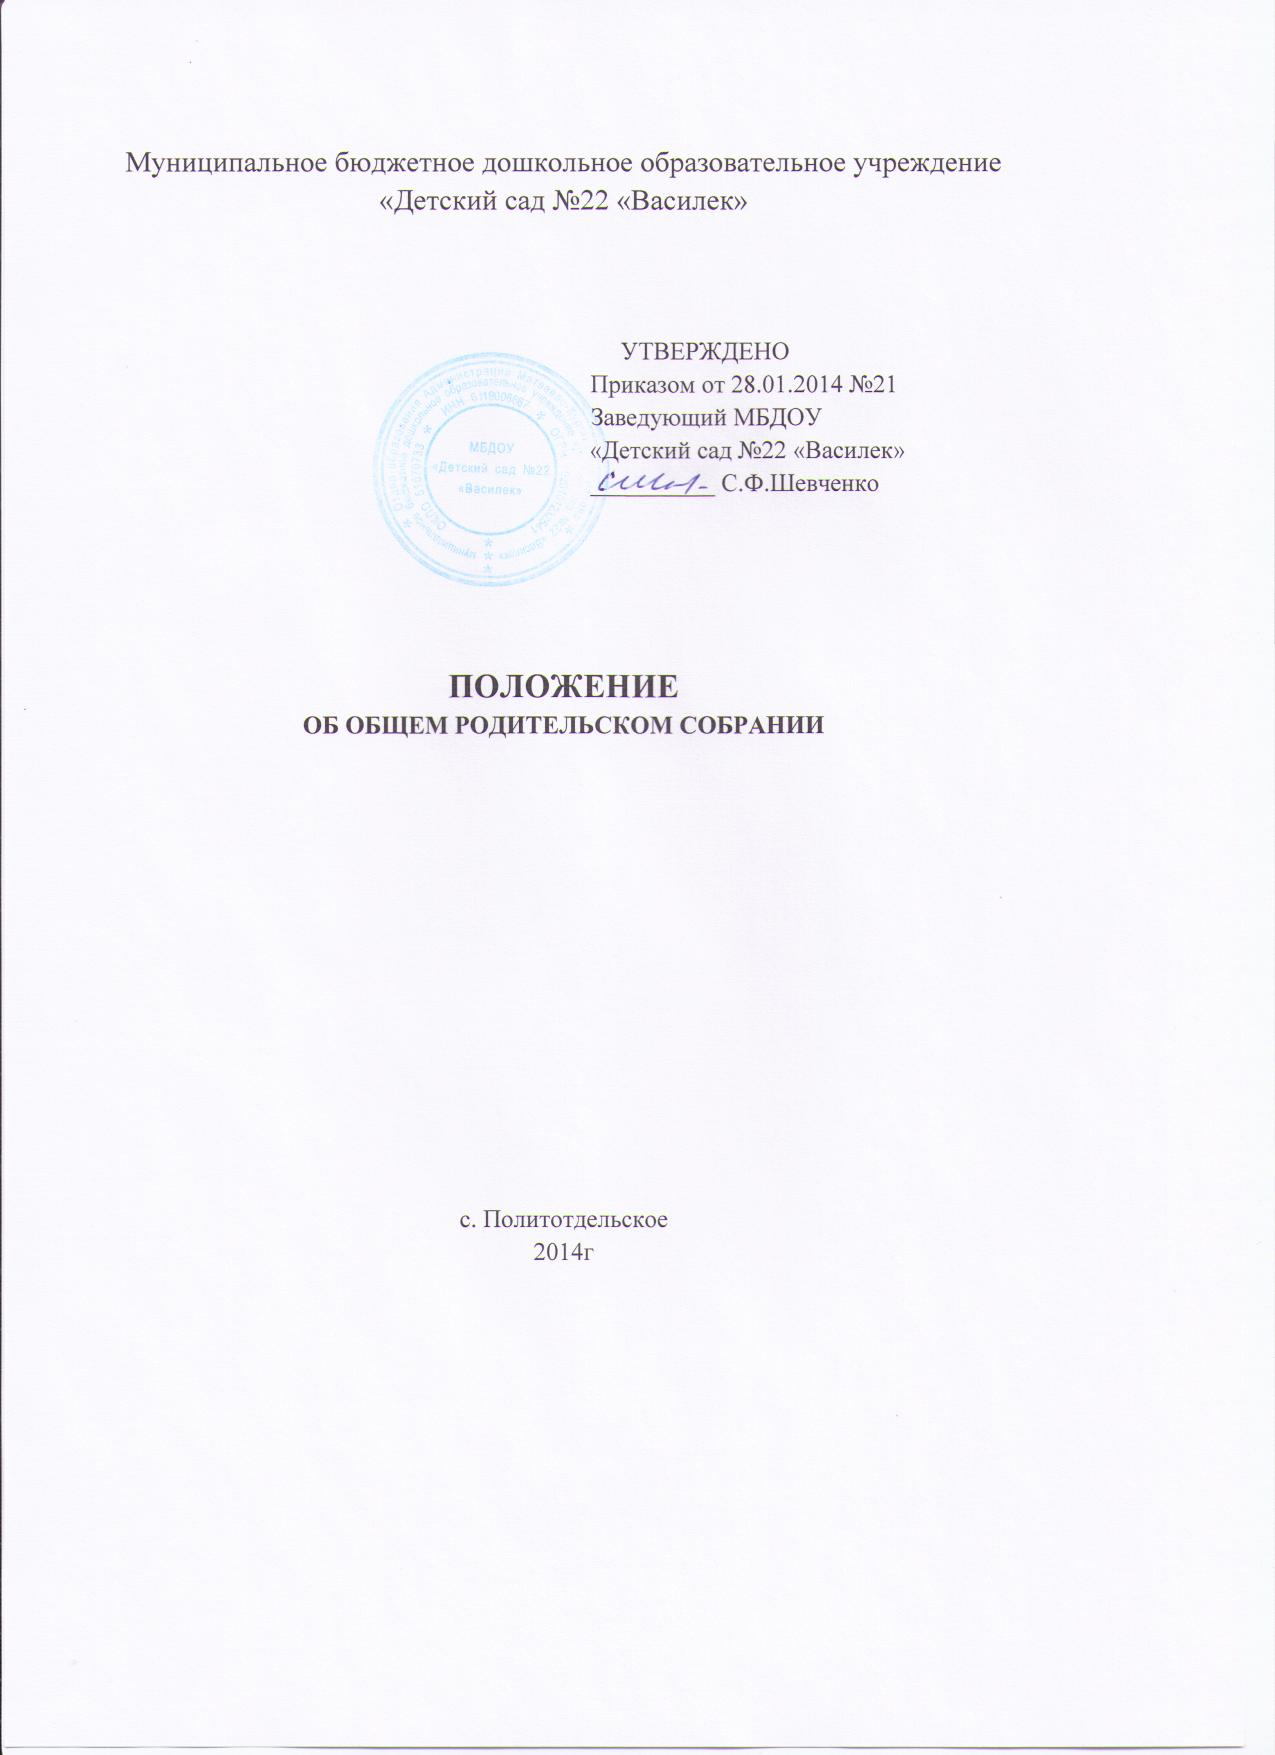 Муниципальное бюджетное дошкольное образовательное учреждение
«Детский сад №22 «Василек»
УТВЕРЖДЕНО
Приказом от 28.01.2014 №21
Заведующий МБДОУ
«Детский сад №22 «Василек»
С.Ф.Шевченко
МБДОУ
«Детский сад №22
«Василек»
ПОЛОЖЕНИЕ
ОБ ОБЩЕМ РОДИТЕЛЬСКОМ СОБРАНИИ
с. Политотдельское
2014г